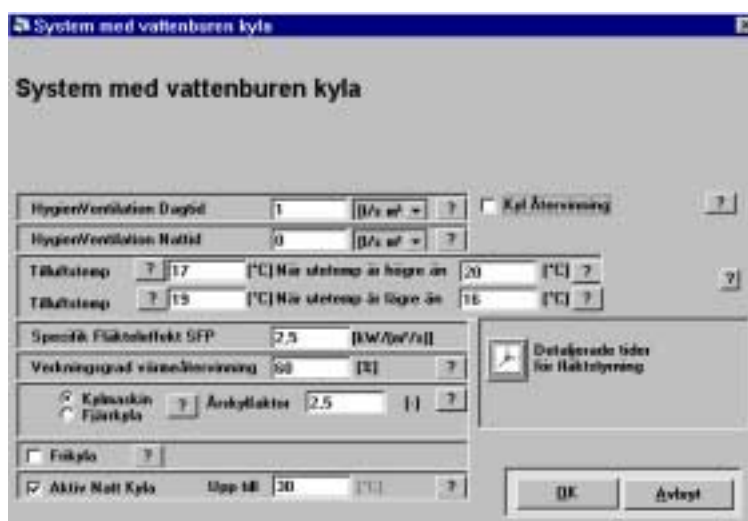 System med vattenburen kyla
System med vattenburen kyla
HygienVentilation Dagtid 1 [l/s m² ?
Kyl Återvinning ?
HygienVentilation Nattid 0 [l/s m² ?
Tilluftstemp ? 17 [°C] När utetemp är högre än 20 [°C] ?
?
Tilluftstemp ? 19 [°C] När utetemp är lägre än 16 [°C] ?
Specifik Fläkteleffekt SFP 2,5 [kW/(m³/s)]
Verkningsgrad värmeåtervinning 60 [%] ?
Detaljerade tider
för fläktstyrning
Kylmaskin
Fjärrkyla
? Årskylfaktor 2,5 [-] ?
Frikyla ?
Aktiv Natt Kyla Upp till 30 [°C] ?
OK Avbryt